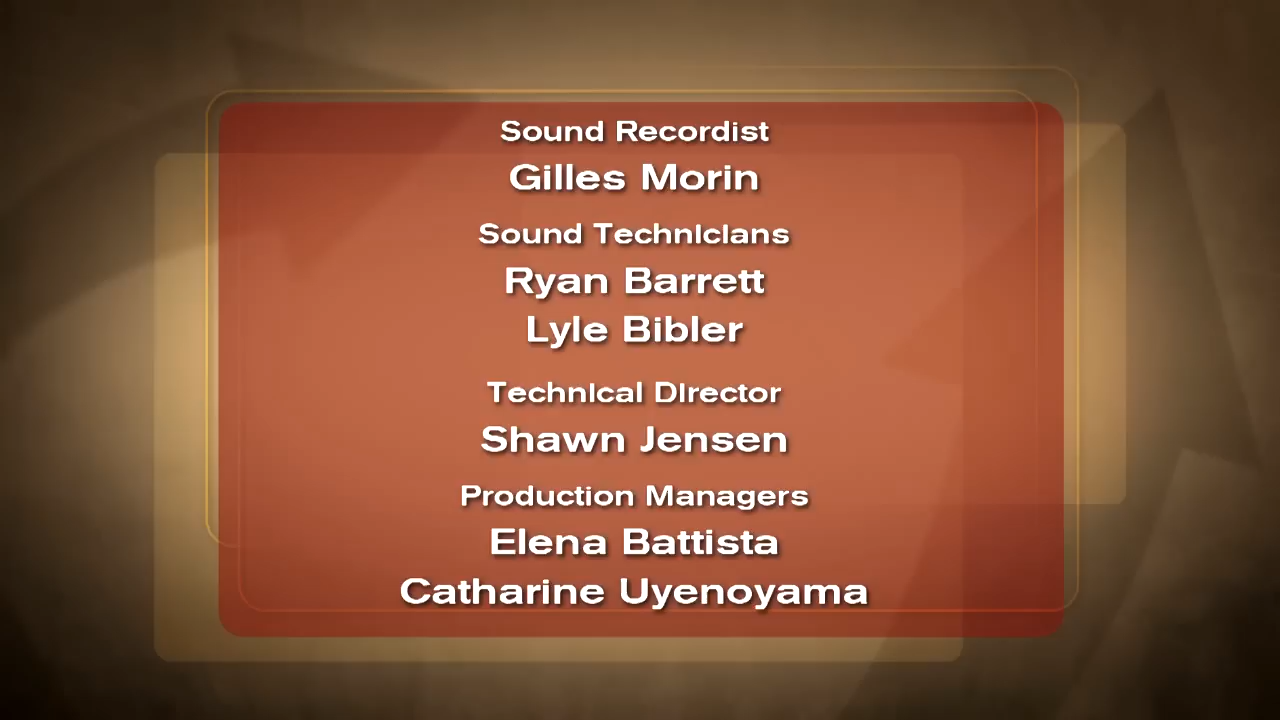 Sound Recordist
Gilles Morin
Sound Technicians
Ryan Barrett
Lyle Bibler
Technical Director
Shawn Jensen
Production Managers
Elena Battista
Catharine Uyenoyama